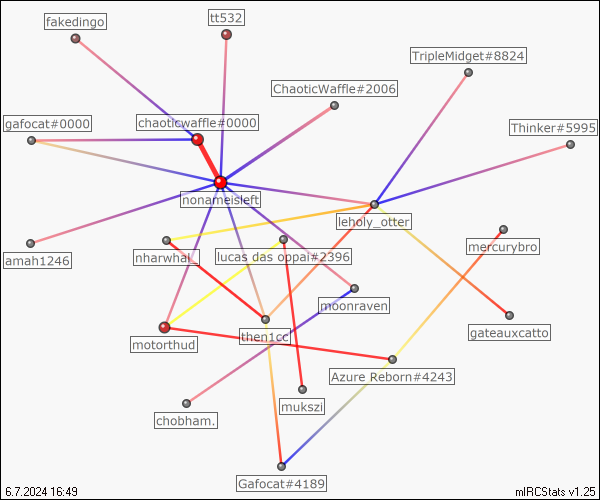 fakedingo
tt532
TripleMidget#8824
ChaoticWaffle#2006
gafocat#0000
chaoticwaffle#0000
Thinker#5995
nonameisleft
leholy_otter
mercurybro
amah1246
nharwhal_
lucas das oppai#2396
moonraven
motorthud
then1cc
gateauxcatto
Azure Reborn#4243
chobham.
mukszi
Gafocat#4189
6.7.2024 16:49
mIRCStats v1.25